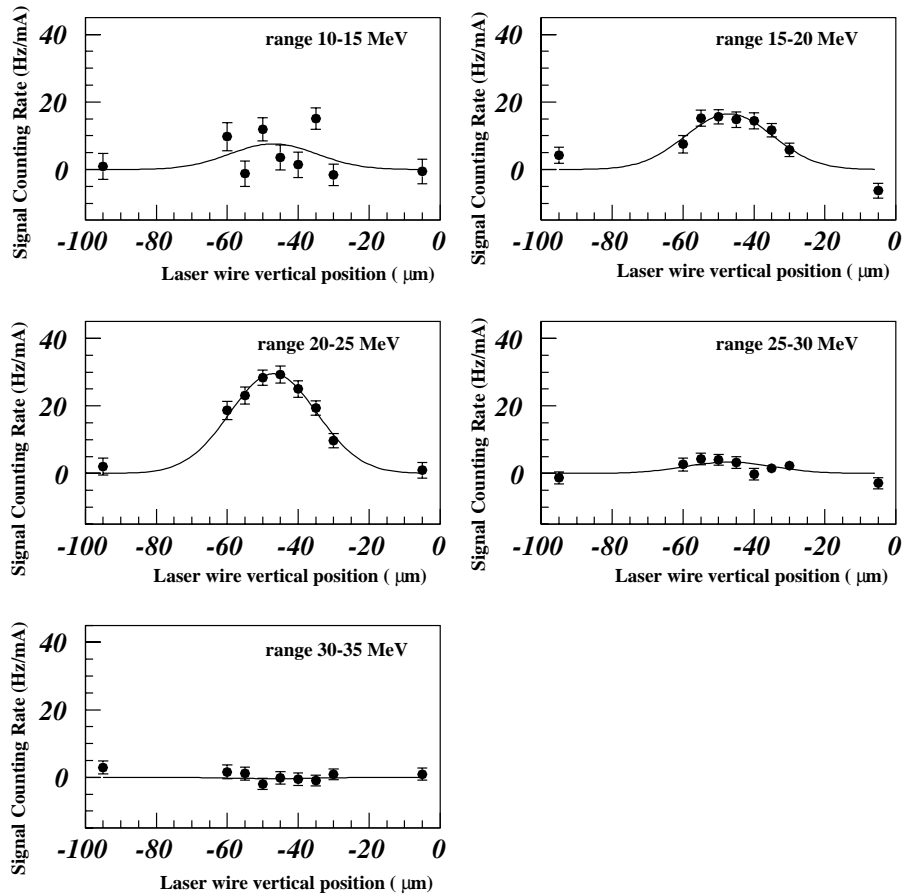 Signal Counting Rate (Hz/mA)
40
20
0
range 10-15 MeV
-100 -80 -60 -40 -20 0
Laser wire vertical position ( μm)
Signal Counting Rate (Hz/mA)
40
20
0
range 15-20 MeV
-100 -80 -60 -40 -20 0
Laser wire vertical position ( μm)
Signal Counting Rate (Hz/mA)
40
20
0
range 20-25 MeV
-100 -80 -60 -40 -20 0
Laser wire vertical position ( μm)
Signal Counting Rate (Hz/mA)
40
20
0
range 25-30 MeV
-100 -80 -60 -40 -20 0
Laser wire vertical position ( μm)
Signal Counting Rate (Hz/mA)
40
20
0
range 30-35 MeV
-100 -80 -60 -40 -20 0
Laser wire vertical position ( μm)